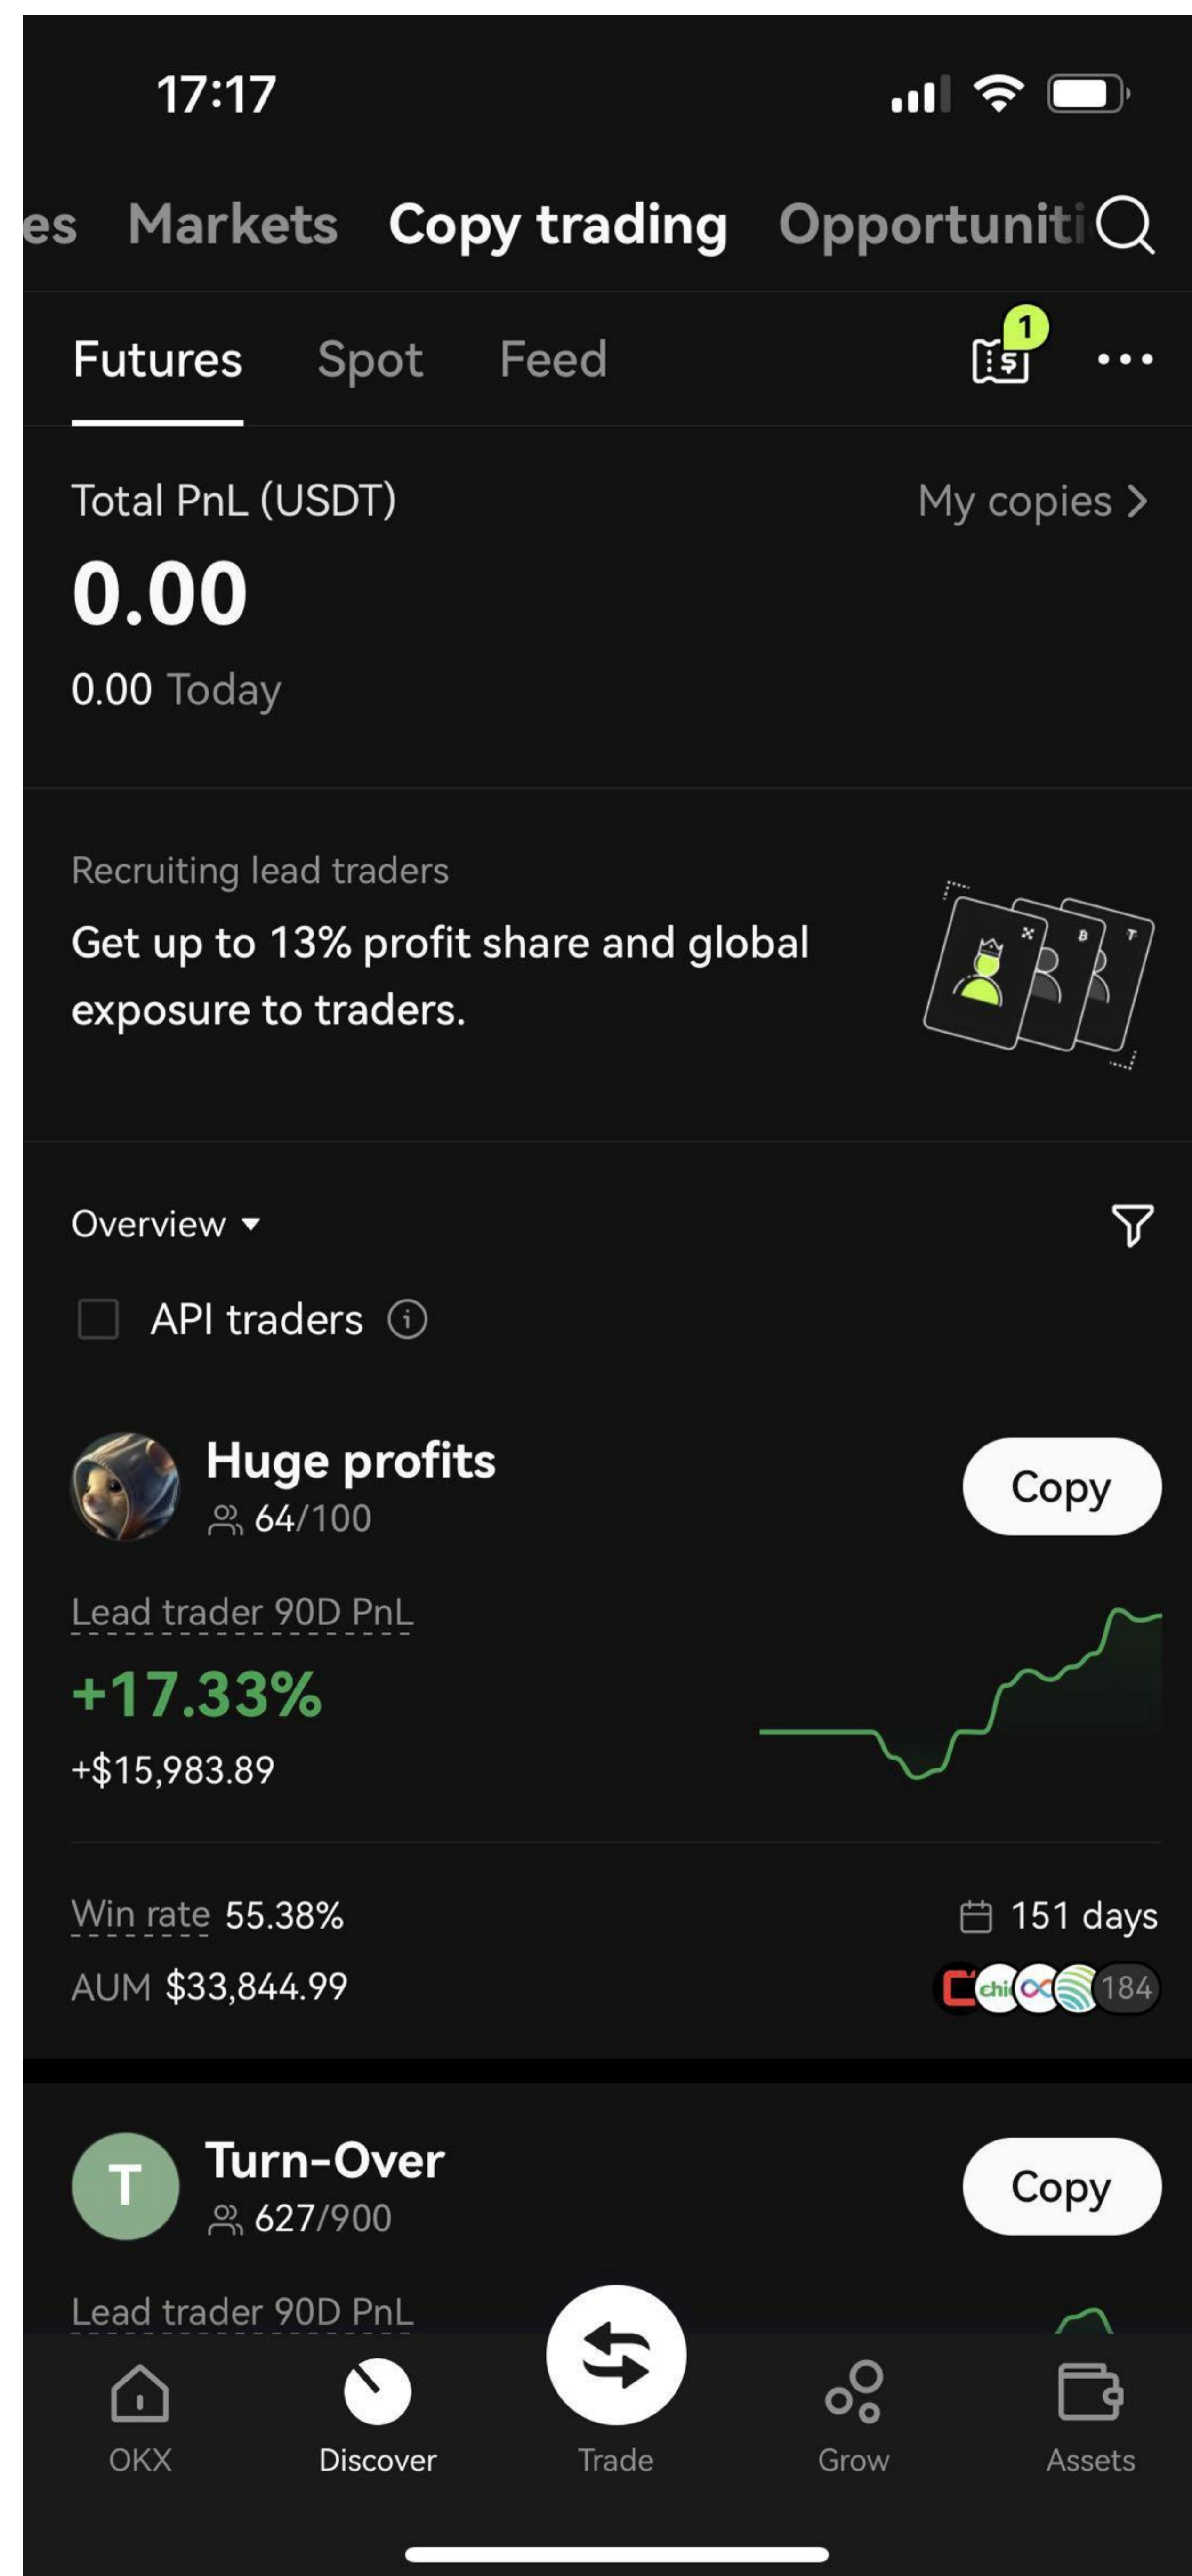 17:17
es Markets Copy trading Opportuniti
1
Futures Spot Feed
Total PnL (USDT) My copies >
0.00
0.00 Today
Recruiting lead traders
Get up to 13% profit share and global
exposure to traders.
Overview
API traders
Huge profits
64/100
Copy
Lead trader 90D PnL
+17.33%
+$15,983.89
Win rate 55.38% 151 days
AUM $33,844.99 chi 184
T
Turn-Over
627/900
Copy
Lead trader 90D PnL
OKX Discover Trade Grow Assets